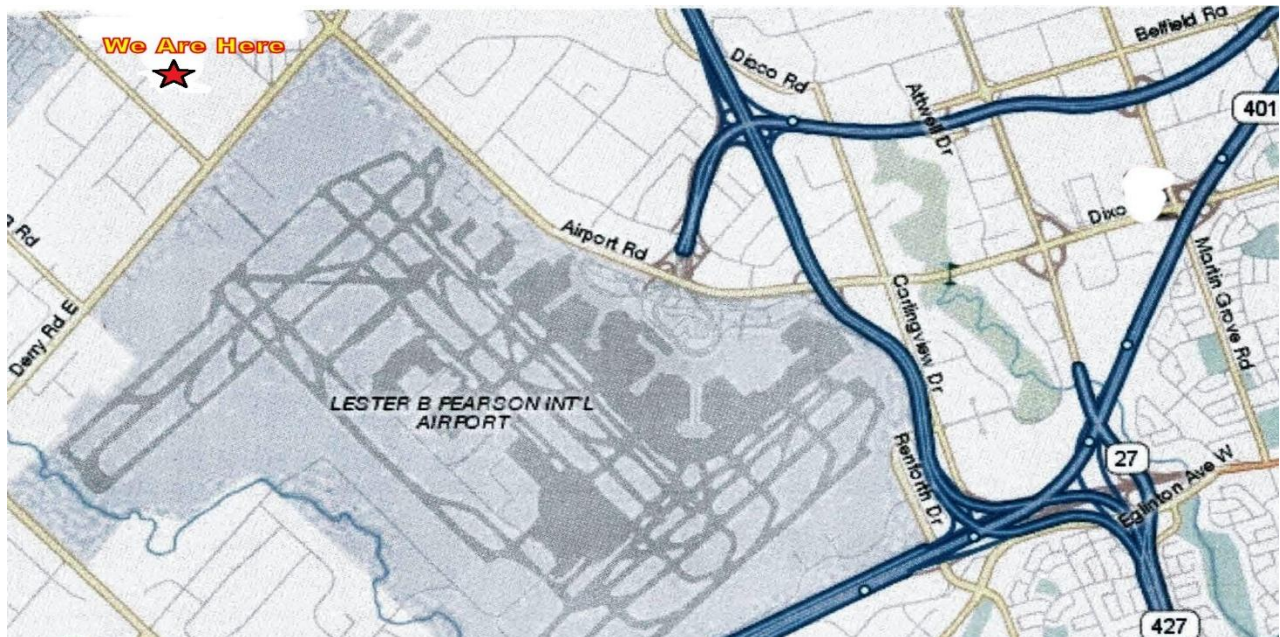 We Are Here
Belfield Rd
Disco Rd
Attwell Dr
401
Dixo
Airport Rd
Rd
Martin Grove Rd
Carlingview Dr
Derry Rd E
LESTER B PEARSON INT'L
AIRPORT
Renforth Dr
27
Eglinton Ave W
427